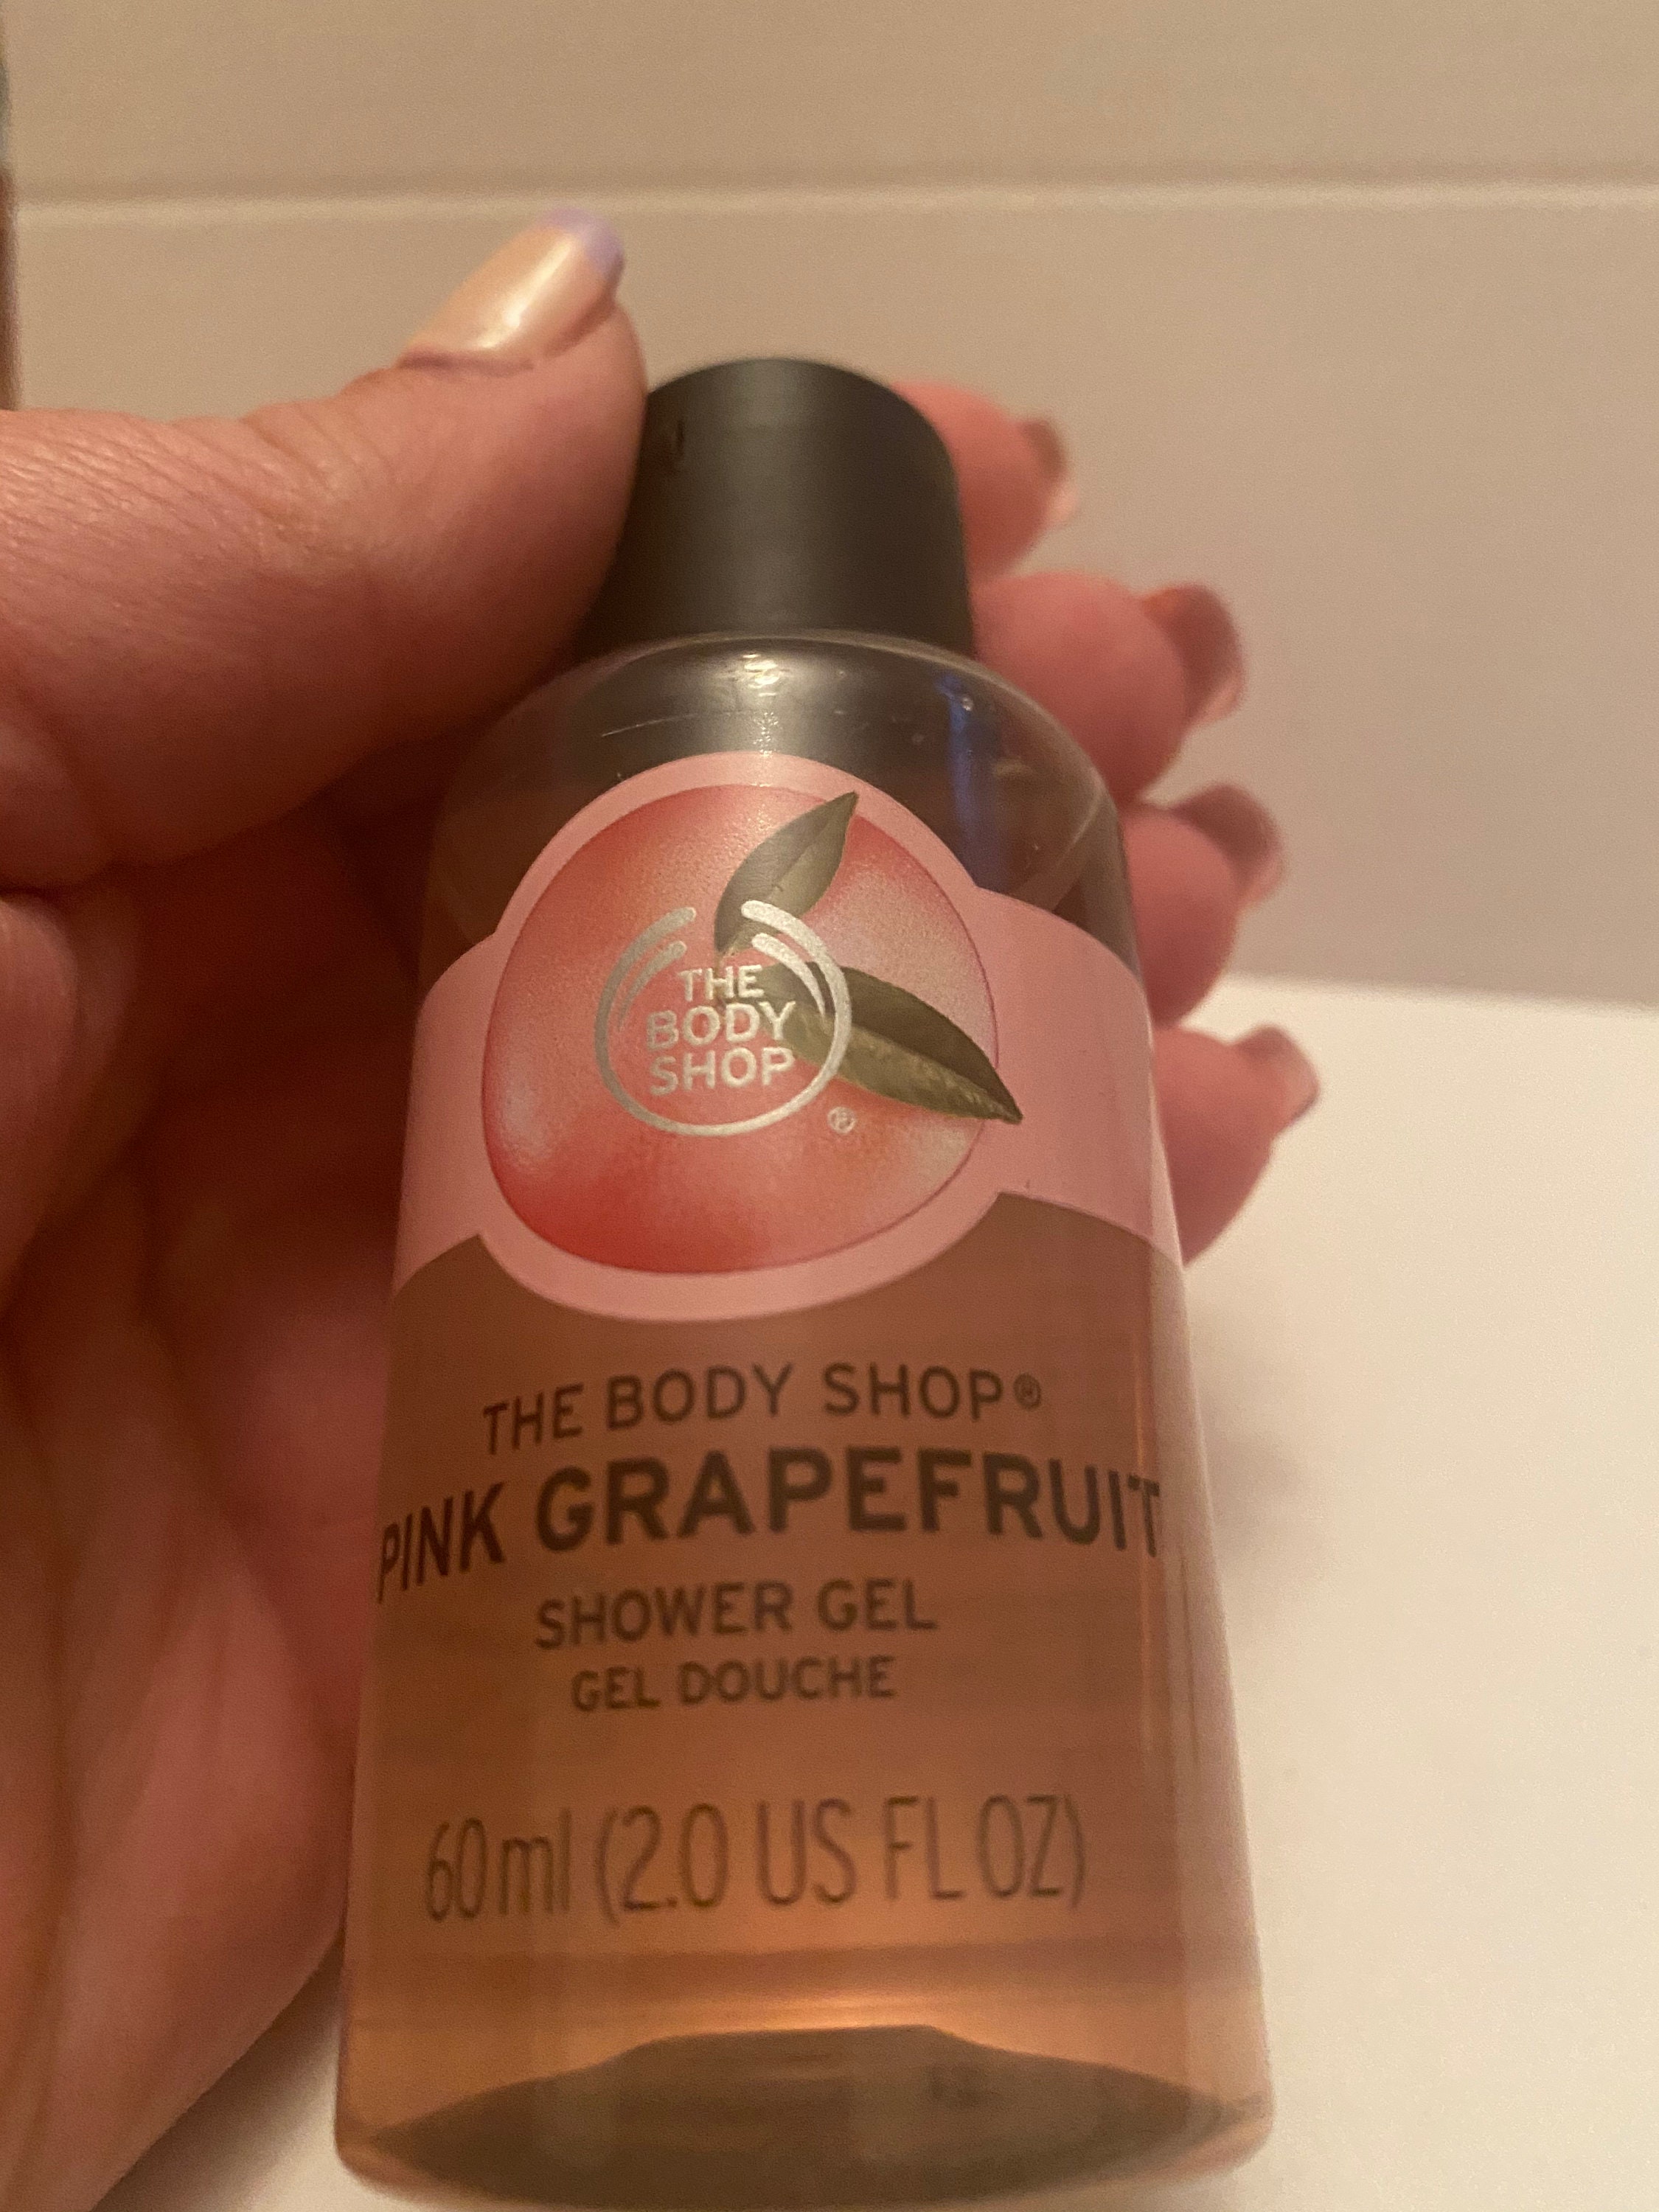 THE
BODY
SHOP
®
THE BODY SHOP®
PINK GRAPEFRUIT
SHOWER GEL
GEL DOUCHE
60ml (2.0 US FL OZ)